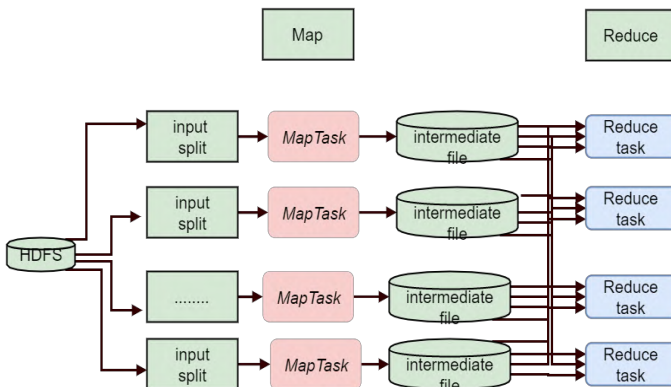 Map
Reduce
input
split
MapTask
intermediate
file
Reduce
task
input
split
MapTask
intermediate
file
Reduce
task
HDFS
........
MapTask
intermediate
file
Reduce
task
input
split
MapTask
intermediate
file
Reduce
task